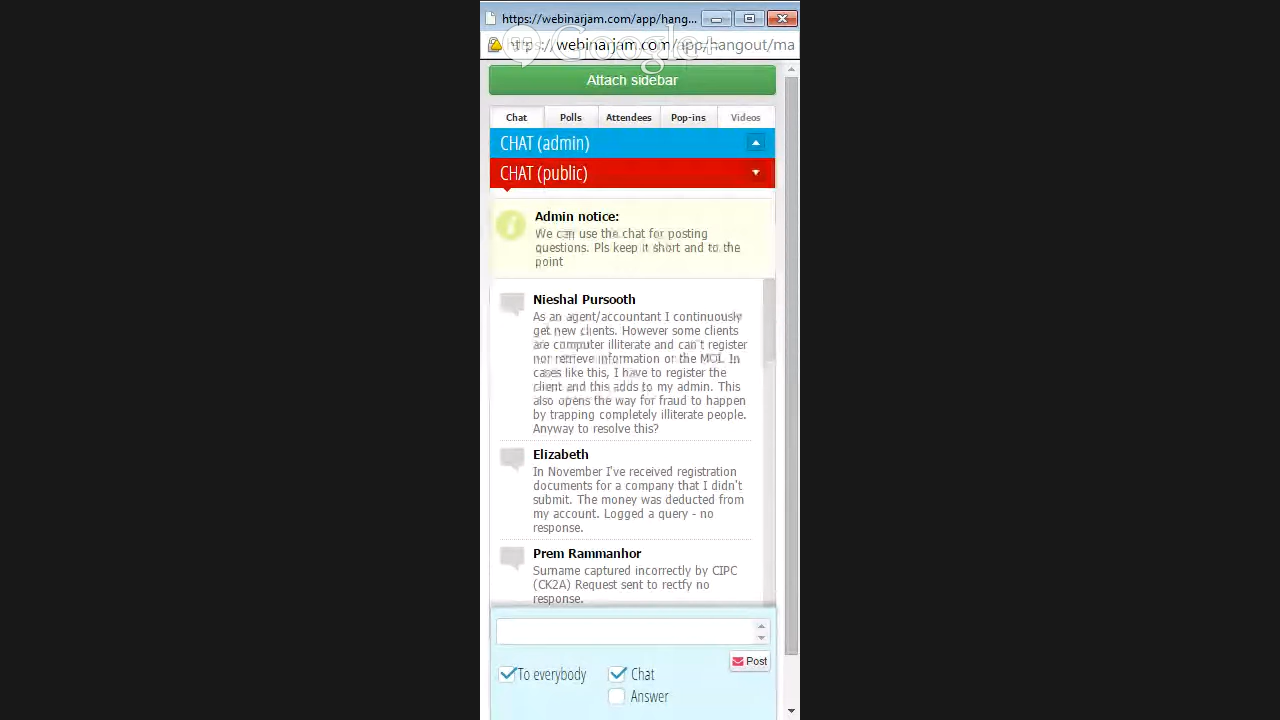 https://webinarjam.com/app/hang...
https://webinarjam.com/app/hangout/ma
Google+
Attach sidebar
Chat Polls Attendees Pop-ins Videos
CHAT (admin)
CHAT (public)
Admin notice:
We can use the chat for posting
questions. Pls keep it short and to the
point
Nieshal Pursooth
As an agent/accountant I continuously
get new clients. However some clients
are computer illiterate and can't register
nor retrieve information or the MOI. In
cases like this, I have to register the
client and this adds to my admin. This
also opens the way for fraud to happen
by trapping completely illiterate people.
Anyway to resolve this?
Elizabeth
In November I've received registration
documents for a company that I didn't
submit. The money was deducted from
my account. Logged a query - no
response.
Prem Rammanhor
Surname captured incorrectly by CIPC
(CK2A) Request sent to rectfy no
response.
Post
To everybody Chat
Answer